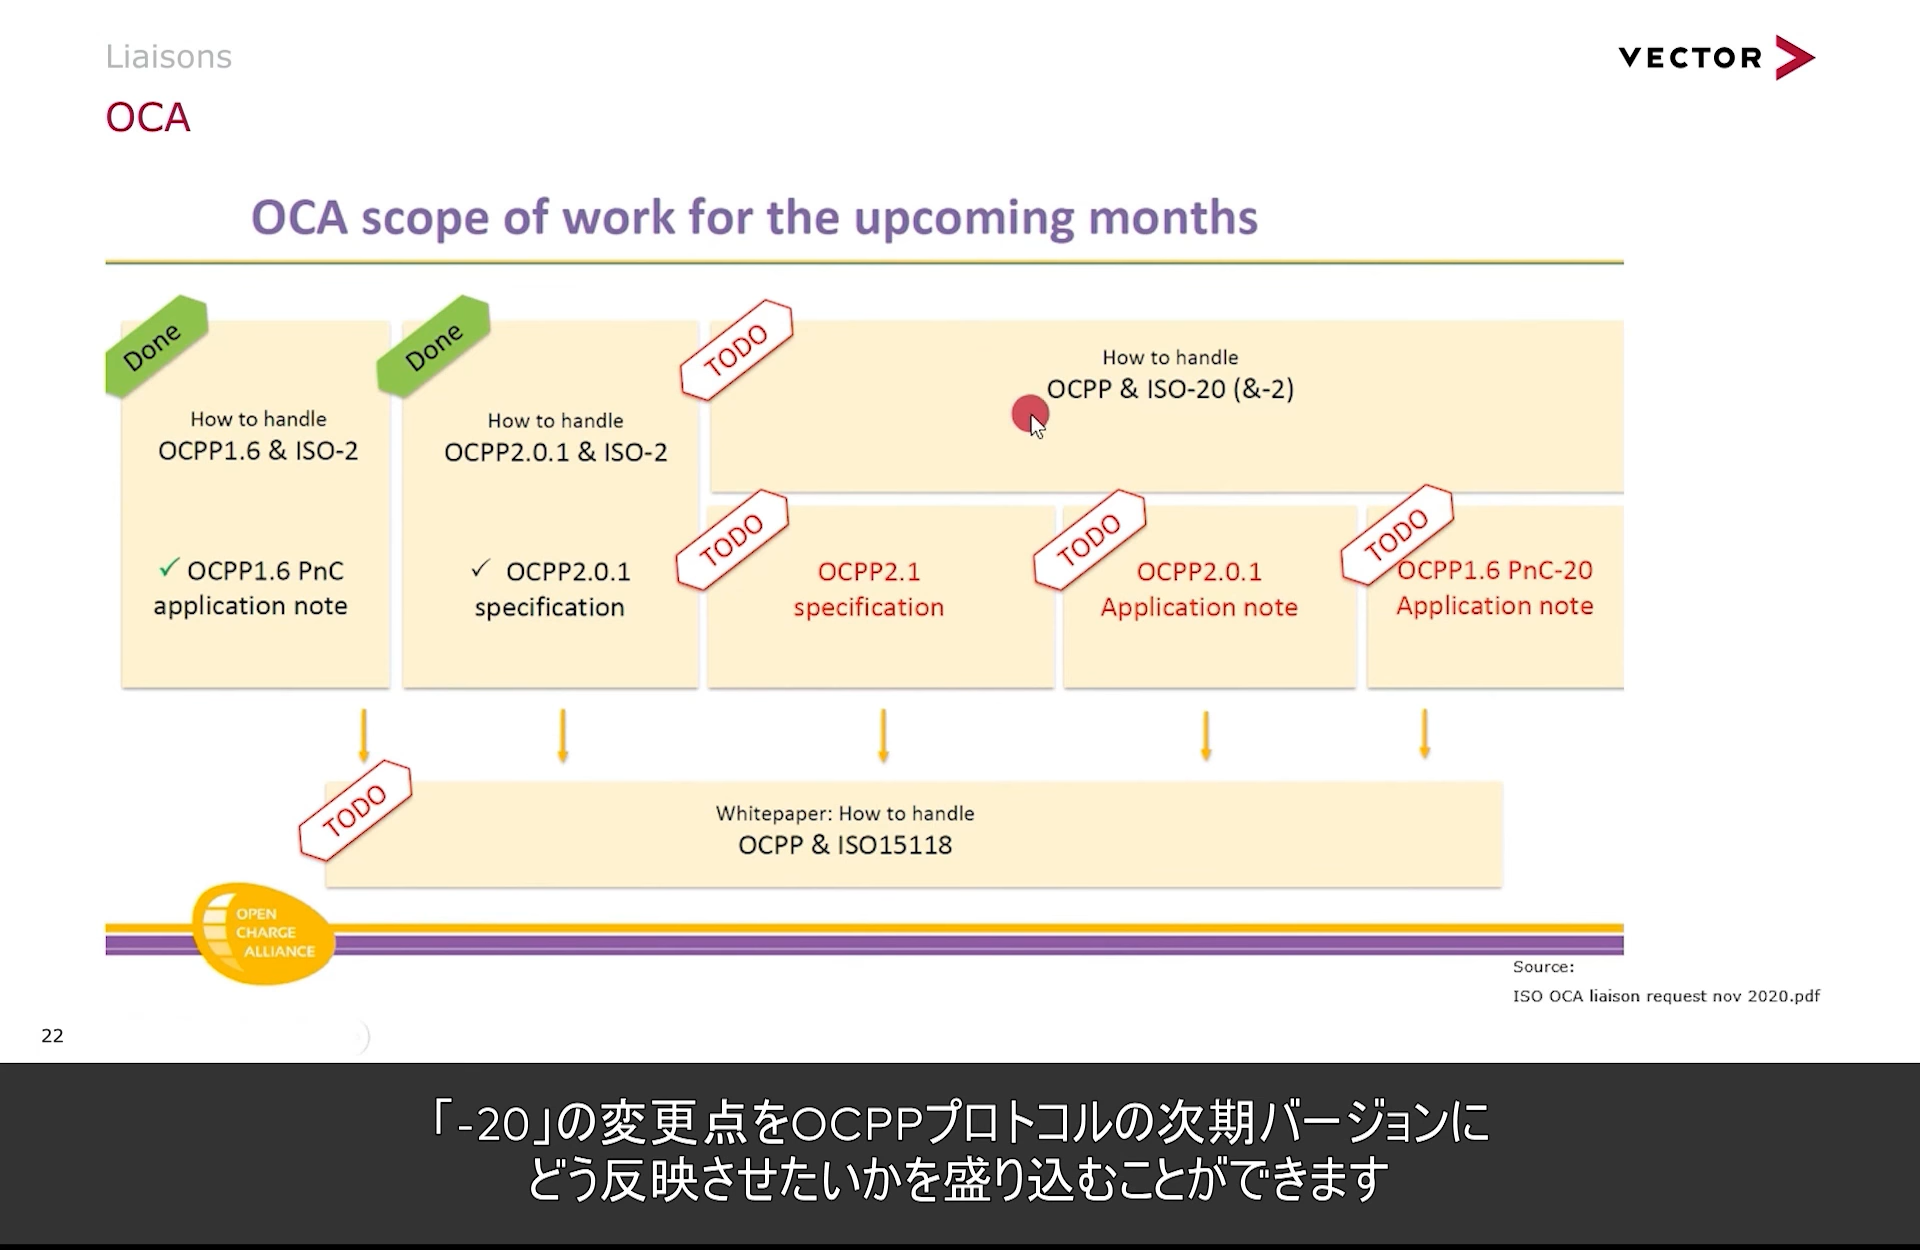 Liaisons
VECTOR
OCA
OCA scope of work for the upcoming months
Done
How to handle
OCPP1.6 & ISO-2
✓ OCPP1.6 PnC
application note
Done
How to handle
OCPP2.0.1 & ISO-2
✓ OCPP2.0.1
specification
TODO
How to handle
OCPP & ISO-20 (&-2)
TODO
OCPP2.1
specification
TODO
OCPP2.0.1
Application note
TODO
OCPP1.6 PnC-20
Application note
TODO
Whitepaper: How to handle
OCPP & ISO15118
OPEN
CHARGE
ALLIANCE
Source:
ISO OCA liaison request nov 2020.pdf
22
「-20」の変更点をOCPPプロトコルの次期バージョンに
どう反映させたいかを盛り込むことができます